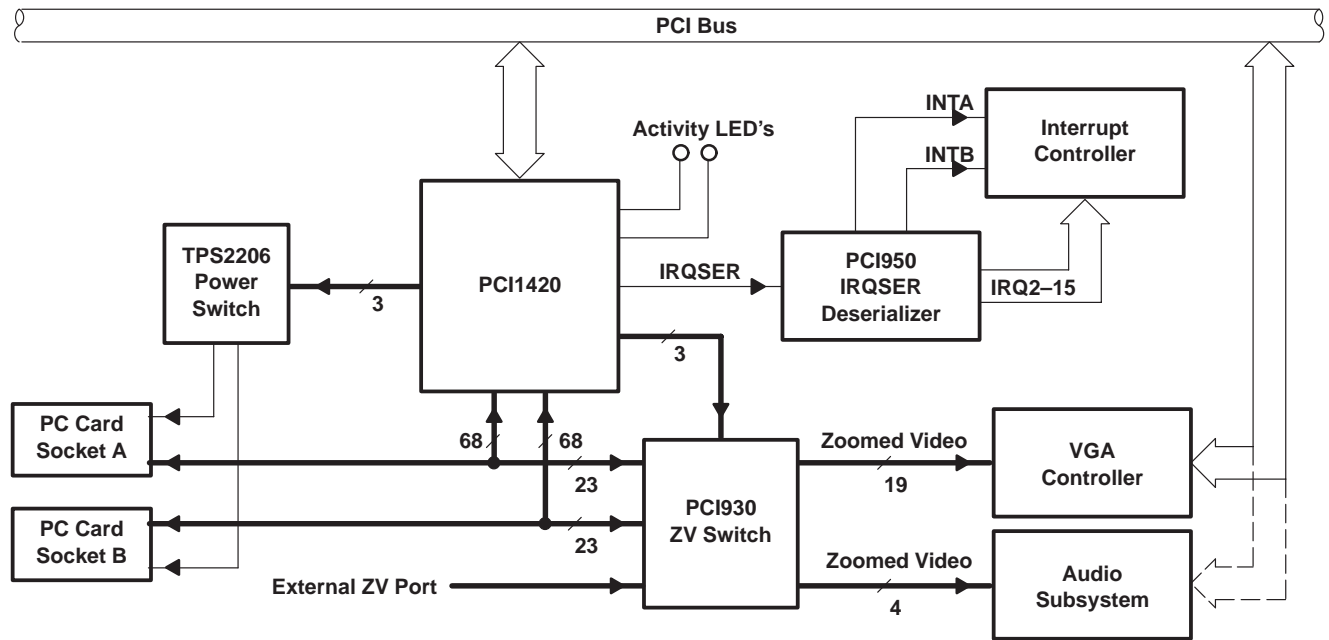 PCI Bus
Activity LED's
INTA
INTB
Interrupt
Controller
TPS2206
Power
Switch
3
PCI1420
IRQSER
PCI950
IRQSER
Deserializer
IRQ2–15
3
PC Card
Socket A
68
68
23
Zoomed Video
19
VGA
Controller
PCI930
ZV Switch
PC Card
Socket B
23
External ZV Port
Zoomed Video
4
Audio
Subsystem